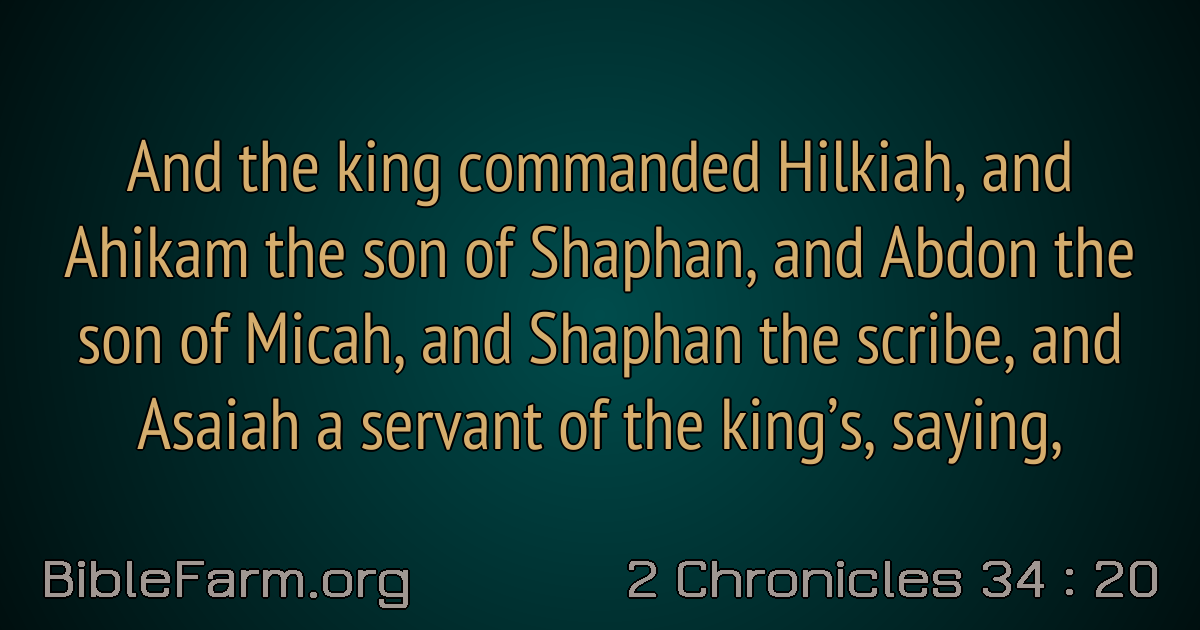 And the king commanded Hilkiah, and
Ahikam the son of Shaphan, and Abdon the
son of Micah, and Shaphan the scribe, and
Asaiah a servant of the king’s, saying,
BibleFarm.org
2 Chronicles 34 : 20